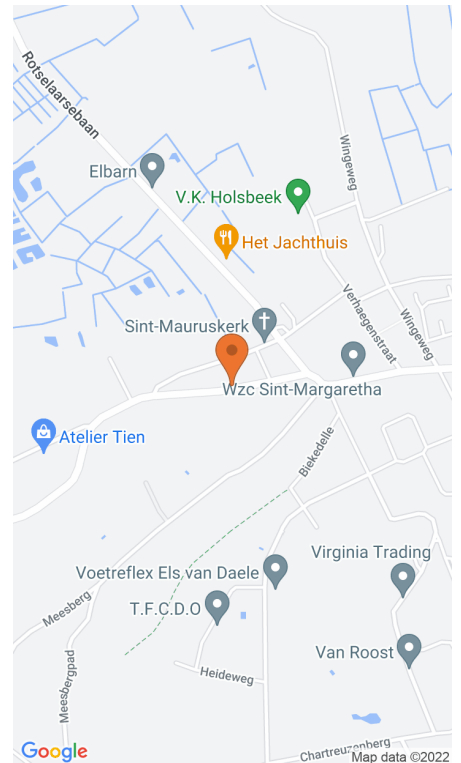 Rotselaarsebaan
Elbarn
Wingeweg
V.K. Holsbeek
Het Jachthuis
Verhaegenstraat
Wingeweg
Sint-Mauruskerk
Wzc Sint-Margaretha
Atelier Tien
Biekedelle
Virginia Trading
Voetreflex Els van Daele
T.F.C.D.O
Meesberg
Van Roost
Meesbergpad
Heideweg
Chartreuzenberg
Google
Map data ©2022